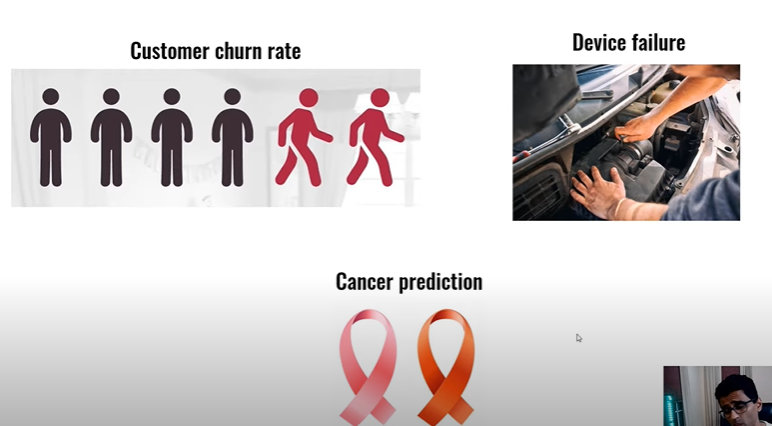 Customer churn rate
Device failure
Cancer prediction